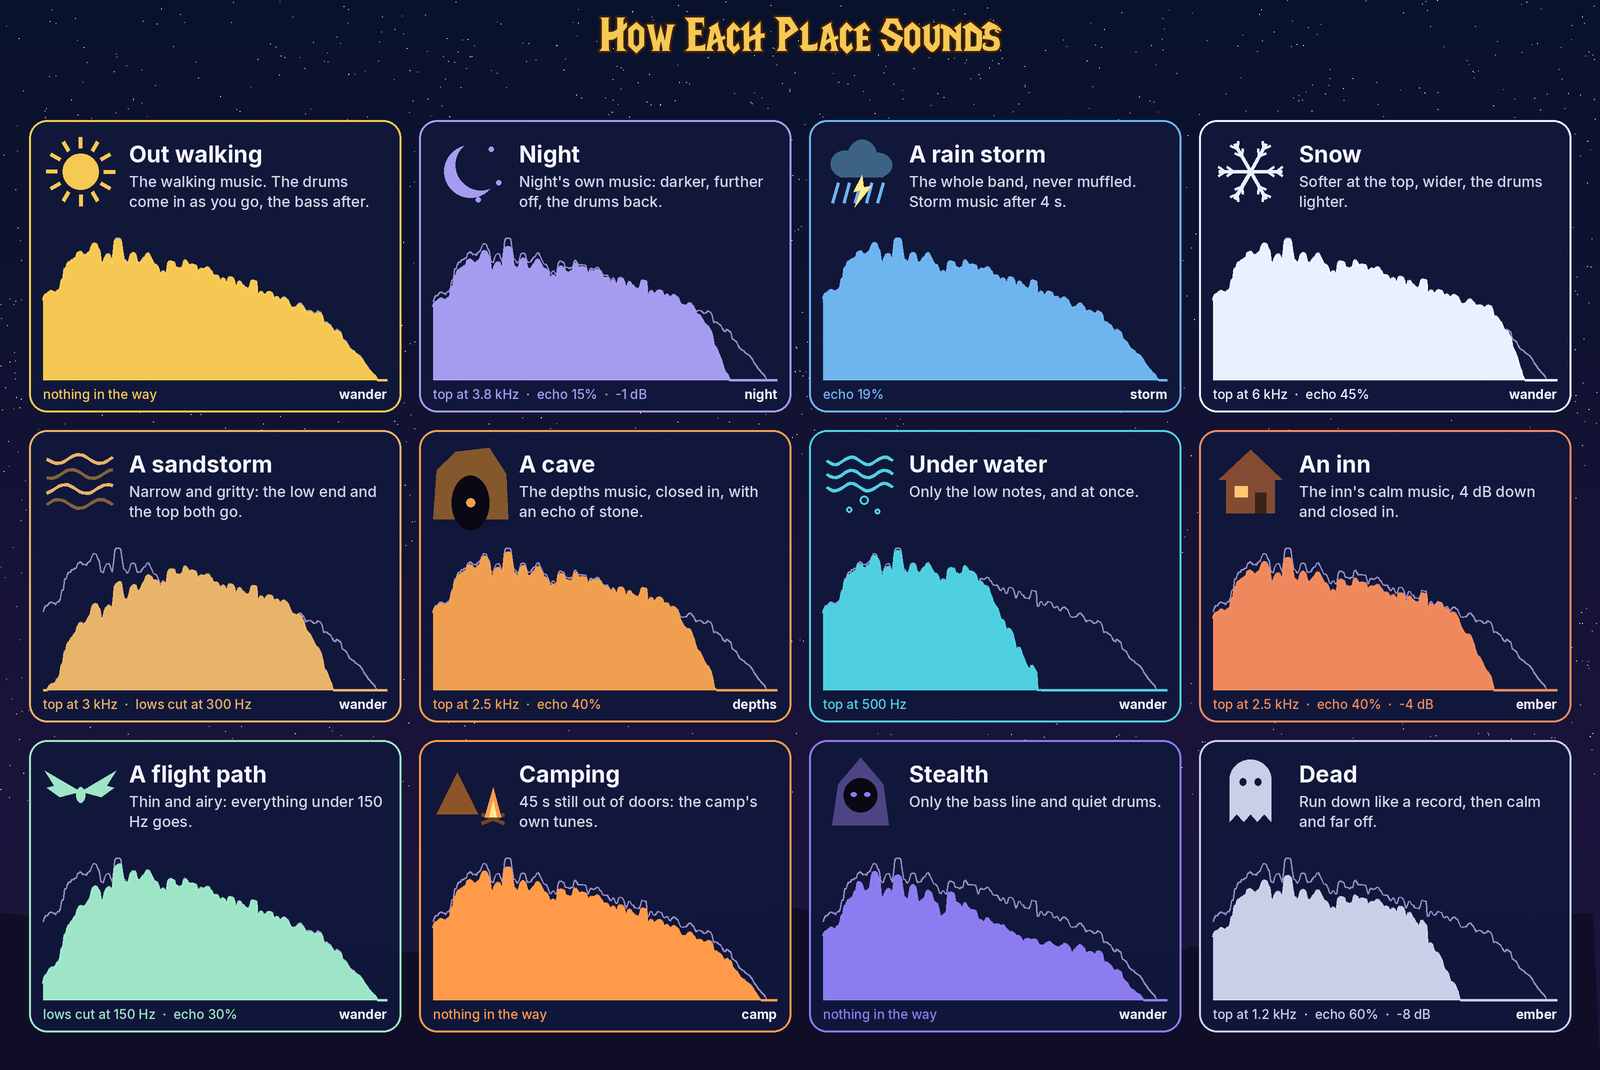 How Each Place Sounds
Out walking
The walking music. The drums
come in as you go, the bass after.
nothing in the way
wander
Night
Night's own music: darker, further
off, the drums back.
top at 3.8 kHz · echo 15% · -1 dB
night
A rain storm
The whole band, never muffled.
Storm music after 4 s.
echo 19%
storm
Snow
Softer at the top, wider, the drums
lighter.
top at 6 kHz · echo 45%
wander
A sandstorm
Narrow and gritty: the low end and
the top both go.
top at 3 kHz · lows cut at 300 Hz
wander
A cave
The depths music, closed in, with
an echo of stone.
top at 2.5 kHz · echo 40%
depths
Under water
Only the low notes, and at once.
top at 500 Hz
wander
An inn
The inn's calm music, 4 dB down
and closed in.
top at 2.5 kHz · echo 40% · -4 dB
ember
A flight path
Thin and airy: everything under 150
Hz goes.
lows cut at 150 Hz · echo 30%
wander
Camping
45 s still out of doors: the camp's
own tunes.
nothing in the way
camp
Stealth
Only the bass line and quiet drums.
nothing in the way
wander
Dead
Run down like a record, then calm
and far off.
top at 1.2 kHz · echo 60% · -8 dB
ember